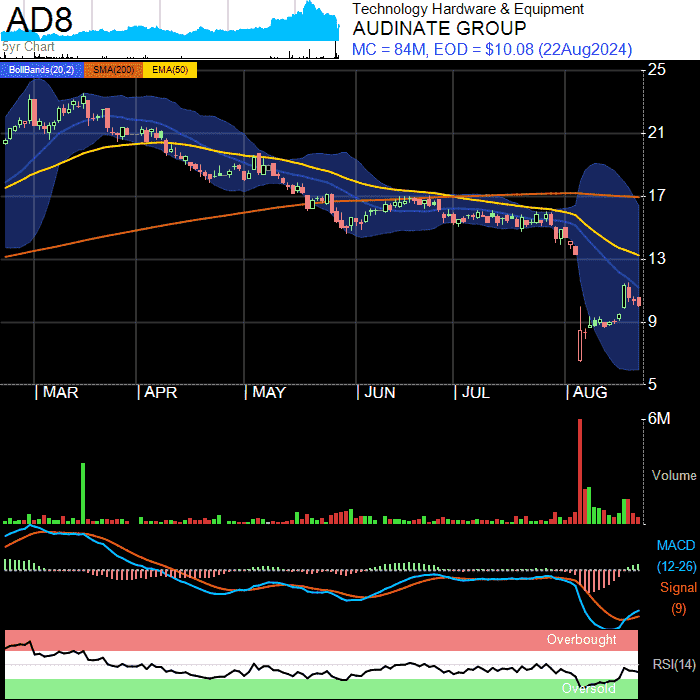 AD8
5yr Chart
Technology Hardware & Equipment
AUDINATE GROUP
MC = 84M, EOD = $10.08 (22Aug2024)
BollBands(20,2) SMA(200) EMA(50)
25
21
17
13
9
5
| MAR | APR | MAY | JUN | JUL | AUG
6M
Volume
MACD
(12-26)
Signal
(9)
Overbought
RSI(14)
Oversold